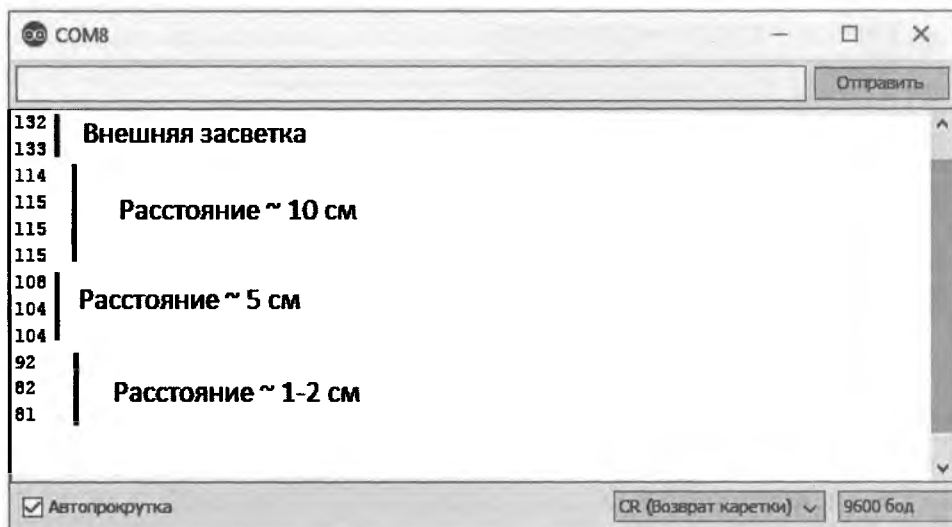 COM8
Отправить
132
133
Внешняя засветка
114
115
115
115
Расстояние ~ 10 см
108
104
104
Расстояние ~ 5 см
92
82
81
Расстояние ~ 1-2 см
Автопрокрутка
CR (Возврат каретки)
9600 бод